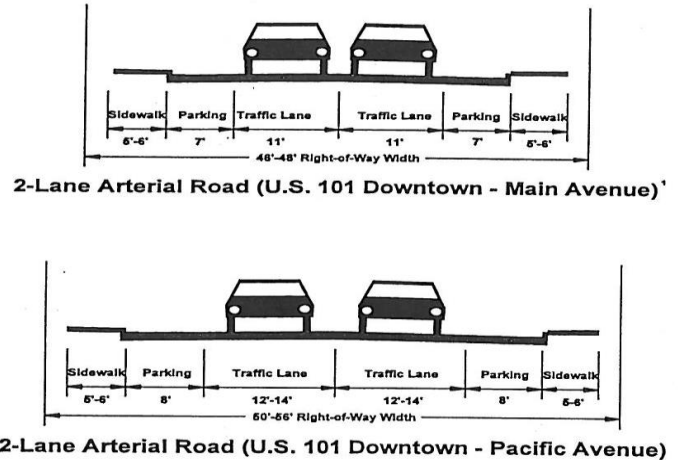 Sidewalk Parking Traffic Lane Traffic Lane Parking Sidewalk
5'-6' 7' 11' 11' 7' 5'-6'
46'-48' Right-of-Way Width
2-Lane Arterial Road (U.S. 101 Downtown - Main Avenue)¹
Sidewalk Parking Traffic Lane Traffic Lane Parking Sidewalk
5'-6' 8' 12'-14' 12'-14' 8' 5-6'
50'-56' Right-of-Way Width
2-Lane Arterial Road (U.S. 101 Downtown - Pacific Avenue)